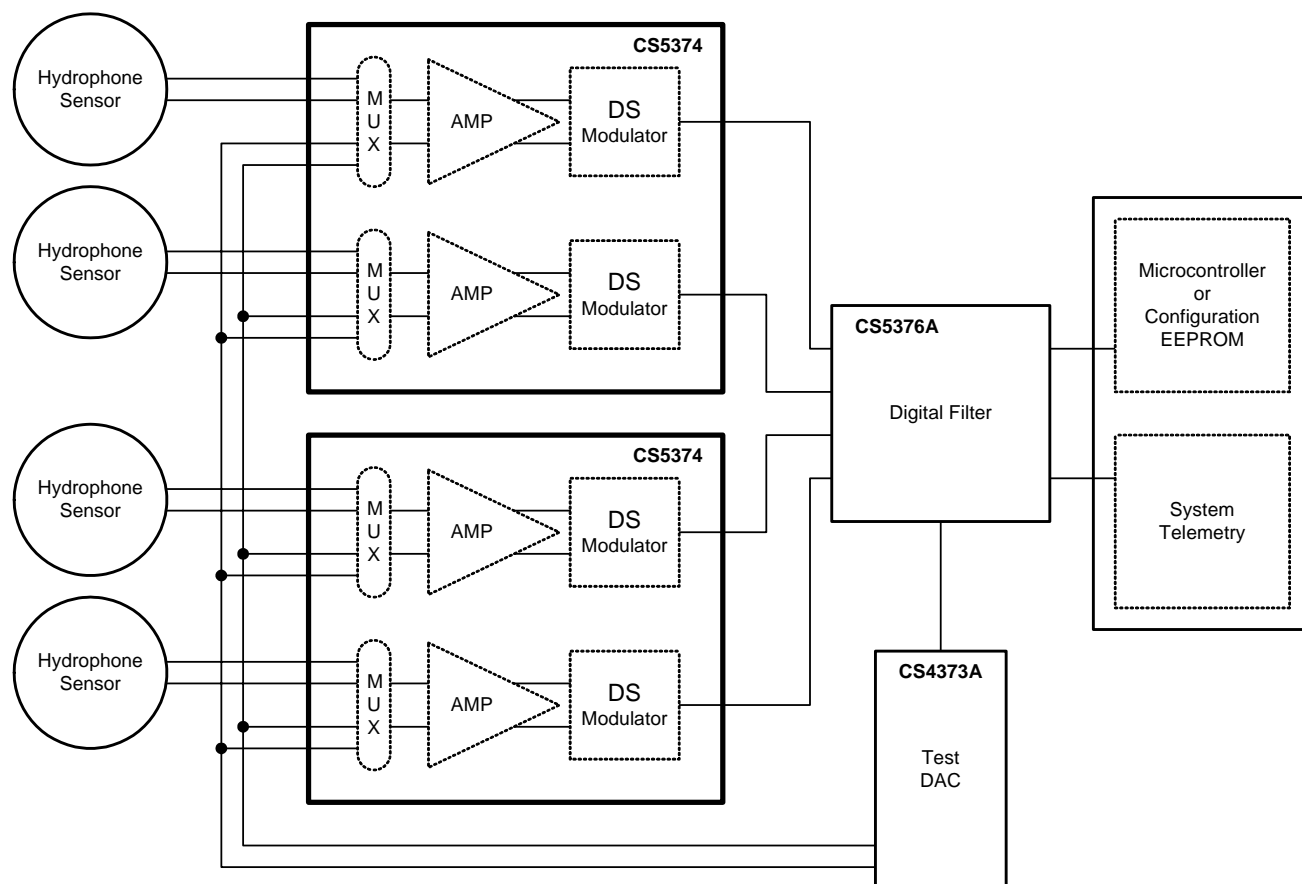 CS5374
Hydrophone
Sensor
M
U
X
AMP
DS
Modulator
Hydrophone
Sensor
M
U
X
AMP
DS
Modulator
CS5374
Hydrophone
Sensor
M
U
X
AMP
DS
Modulator
Hydrophone
Sensor
M
U
X
AMP
DS
Modulator
CS5376A
Digital Filter
Microcontroller
or
Configuration
EEPROM
System
Telemetry
CS4373A
Test
DAC